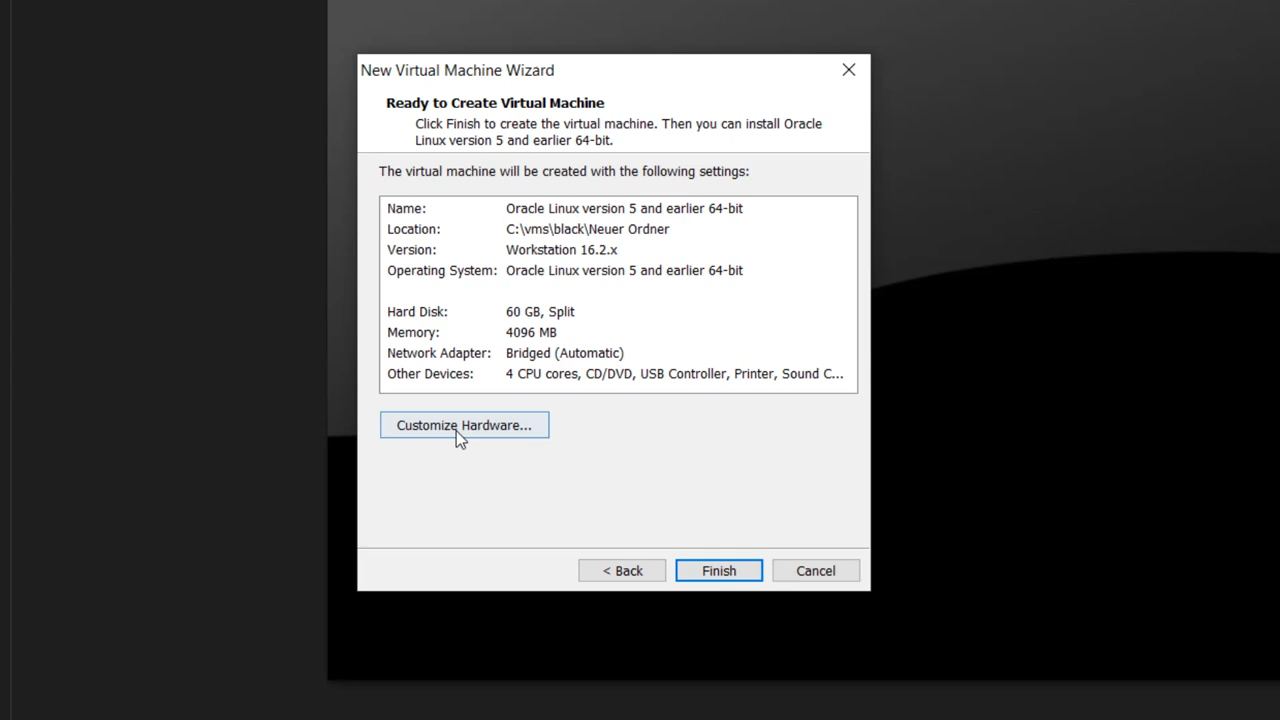 New Virtual Machine Wizard
Ready to Create Virtual Machine
Click Finish to create the virtual machine. Then you can install Oracle
Linux version 5 and earlier 64-bit.
The virtual machine will be created with the following settings:
Name: Oracle Linux version 5 and earlier 64-bit
Location: C:\vms\black\Neuer Ordner
Version: Workstation 16.2.x
Operating System: Oracle Linux version 5 and earlier 64-bit
Hard Disk: 60 GB, Split
Memory: 4096 MB
Network Adapter: Bridged (Automatic)
Other Devices: 4 CPU cores, CD/DVD, USB Controller, Printer, Sound C...
Customize Hardware...
< Back Finish Cancel